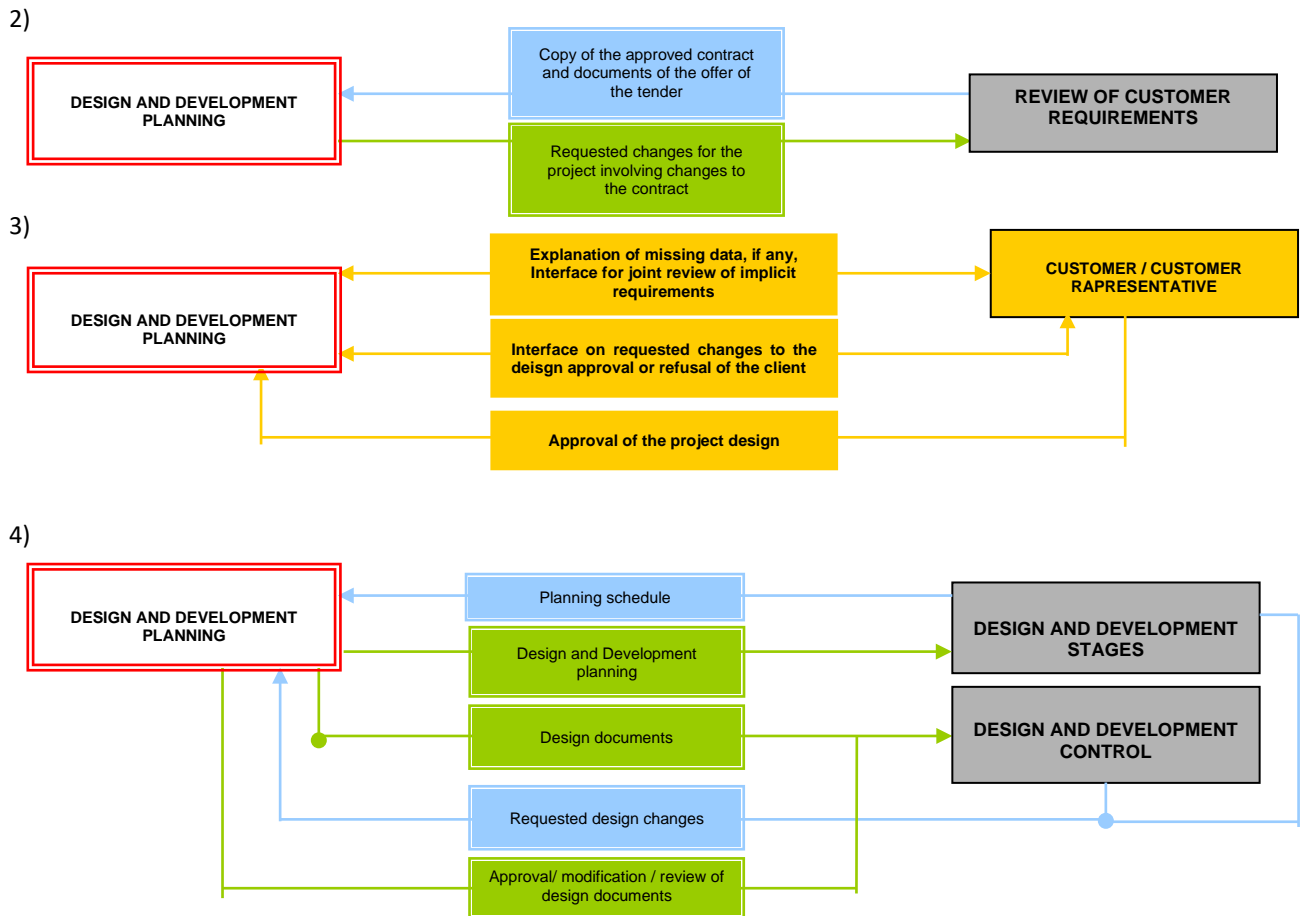 2)
DESIGN AND DEVELOPMENT
PLANNING
Copy of the approved contract
and documents of the offer of
the tender
REVIEW OF CUSTOMER
REQUIREMENTS
Requested changes for the
project involving changes to
the contract
3)
DESIGN AND DEVELOPMENT
PLANNING
Explanation of missing data, if any,
Interface for joint review of implicit
requirements
CUSTOMER / CUSTOMER
RAPRESENTATIVE
Interface on requested changes to the
deisgn approval or refusal of the client
Approval of the project design
4)
DESIGN AND DEVELOPMENT
PLANNING
Planning schedule
DESIGN AND DEVELOPMENT
STAGES
Design and Development
planning
Design documents
DESIGN AND DEVELOPMENT
CONTROL
Requested design changes
Approval/ modification / review of
design documents